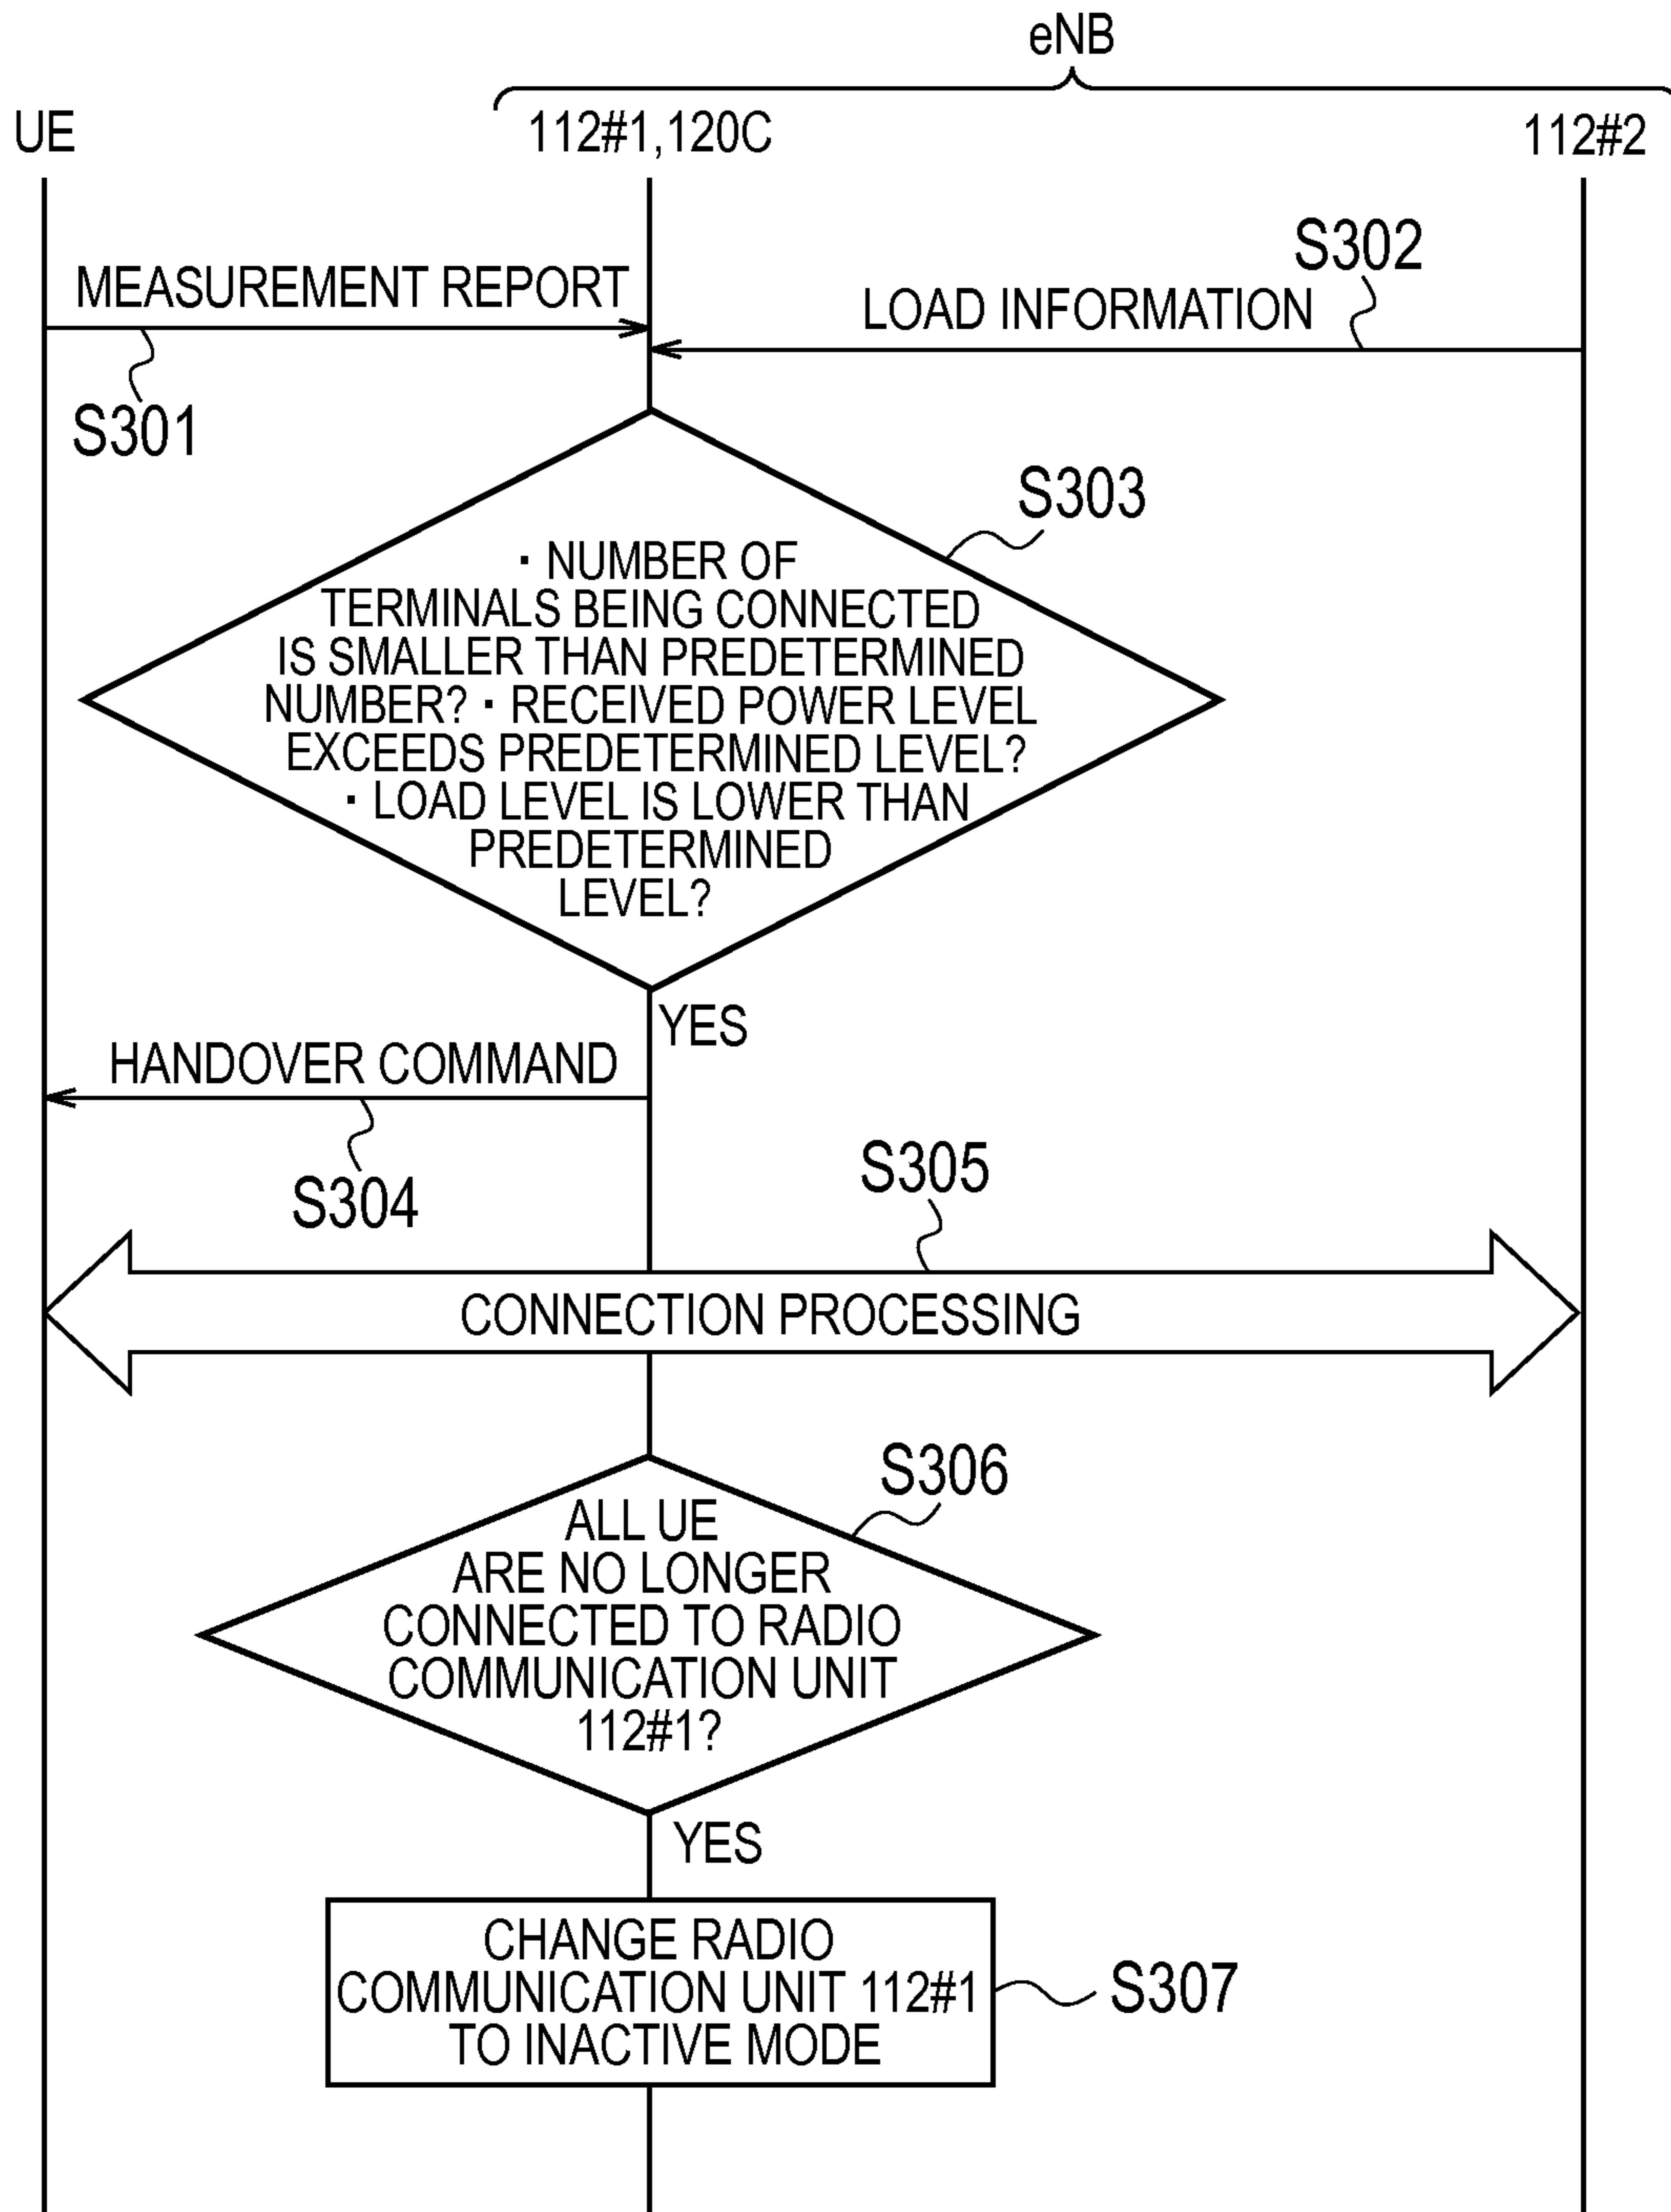 eNB
UE
112#1,120C
112#2
S302
MEASUREMENT REPORT
LOAD INFORMATION
S301
S303
· NUMBER OF
TERMINALS BEING CONNECTED
IS SMALLER THAN PREDETERMINED
NUMBER? · RECEIVED POWER LEVEL
EXCEEDS PREDETERMINED LEVEL?
· LOAD LEVEL IS LOWER THAN
PREDETERMINED
LEVEL?
YES
HANDOVER COMMAND
S304
S305
CONNECTION PROCESSING
S306
ALL UE
ARE NO LONGER
CONNECTED TO RADIO
COMMUNICATION UNIT
112#1?
YES
CHANGE RADIO
COMMUNICATION UNIT 112#1
TO INACTIVE MODE
S307